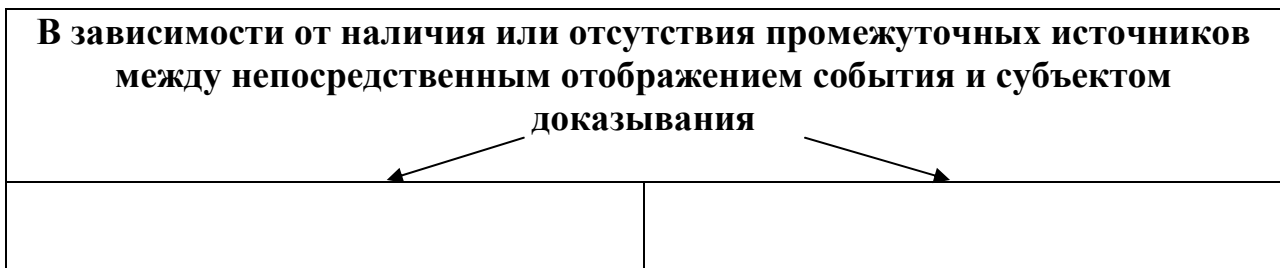 В зависимости от наличия или отсутствия промежуточных источников
между непосредственным отображением события и субъектом
доказывания